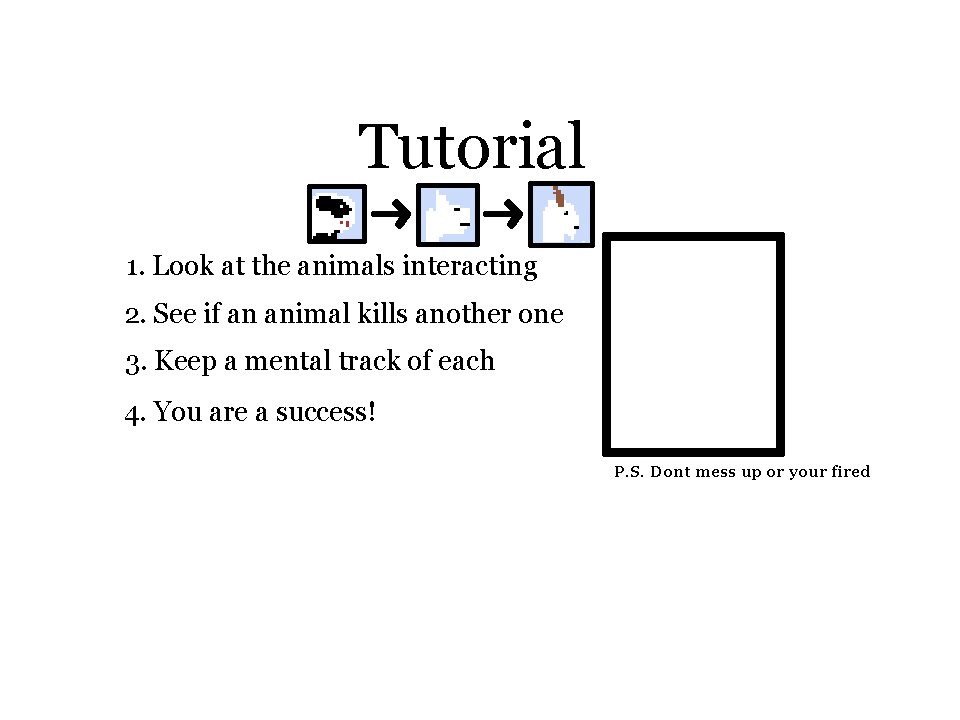 Tutorial
1. Look at the animals interacting
2. See if an animal kills another one
3. Keep a mental track of each
4. You are a success!
P.S. Dont mess up or your fired